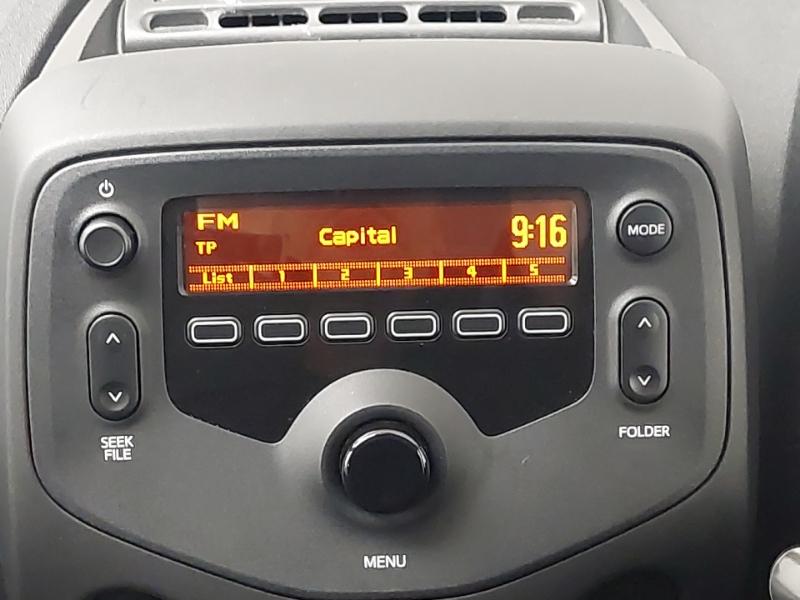 FM
TP
Capital
9:16
List 1 2 3 4 5
MODE
SEEK
FILE
FOLDER
MENU